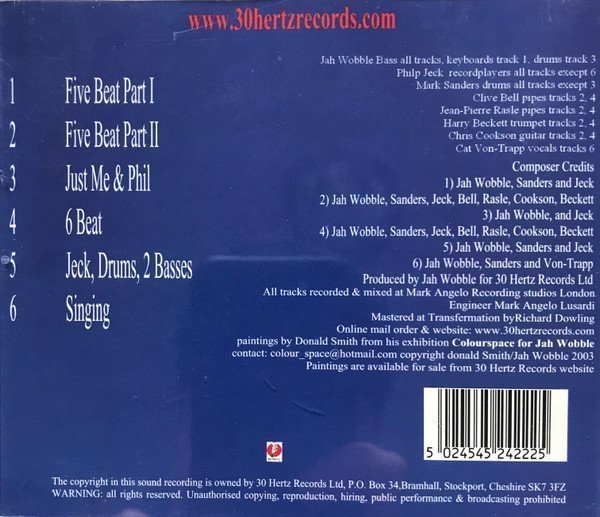 www.30hertzrecords.com
1 Five Beat Part I
2 Five Beat Part II
3 Just Me & Phil
4 6 Beat
5 Jeck, Drums, 2 Basses
6 Singing
Jah Wobble Bass all tracks, keyboards track 1, drums track 3
Philp Jeck recordplayers all tracks execpt 6
Mark Sanders drums all tracks except 3
Clive Bell pipes tracks 2, 4
Jean-Pierre Rasle pipes tracks 2, 4
Harry Beckett trumpet tracks 2, 4
Chris Cookson guitar tracks 2, 4
Cat Von-Trapp vocals tracks 6
Composer Credits
1) Jah Wobble, Sanders and Jeck
2) Jah Wobble, Sanders, Jeck, Bell, Rasle, Cookson, Beckett
3) Jah Wobble, and Jeck
4) Jah Wobble, Sanders, Jeck, Bell, Rasle, Cookson, Beckett
5) Jah Wobble, Sanders and Jeck
6) Jah Wobble, Sanders and Von-Trapp
Produced by Jah Wobble for 30 Hertz Records Ltd
All tracks recorded & mixed at Mark Angelo Recording studios London
Engineer Mark Angelo Lusardi
Mastered at Transfermation byRichard Dowling
Online mail order & website: www.30hertzrecords.com
paintings by Donald Smith from his exhibition Colourspace for Jah Wobble
contact: colour_space@hotmail.com copyright donald Smith/Jah Wobble 2003
Paintings are available for sale from 30 Hertz Records website
5 024545 242225
The copyright in this sound recording is owned by 30 Hertz Records Ltd, P.O. Box 34,Bramhall, Stockport, Cheshire SK7 3FZ
WARNING: all rights reserved. Unauthorised copying, reproduction, hiring, public performance & broadcasting prohibited